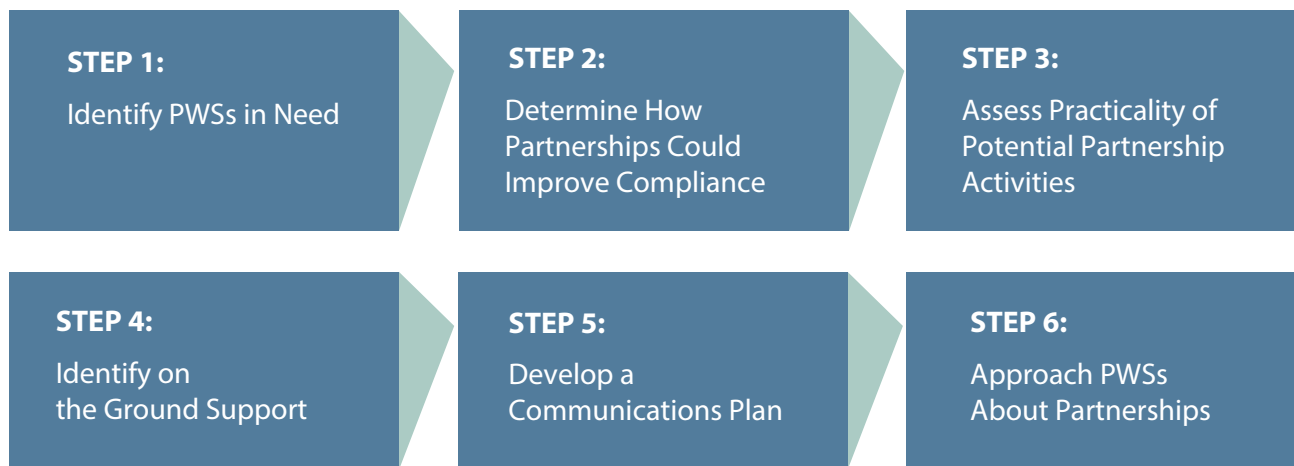 STEP 1:
Identify PWSs in Need
STEP 2:
Determine How
Partnerships Could
Improve Compliance
STEP 3:
Assess Practicality of
Potential Partnership
Activities
STEP 4:
Identify on
the Ground Support
STEP 5:
Develop a
Communications Plan
STEP 6:
Approach PWSs
About Partnerships